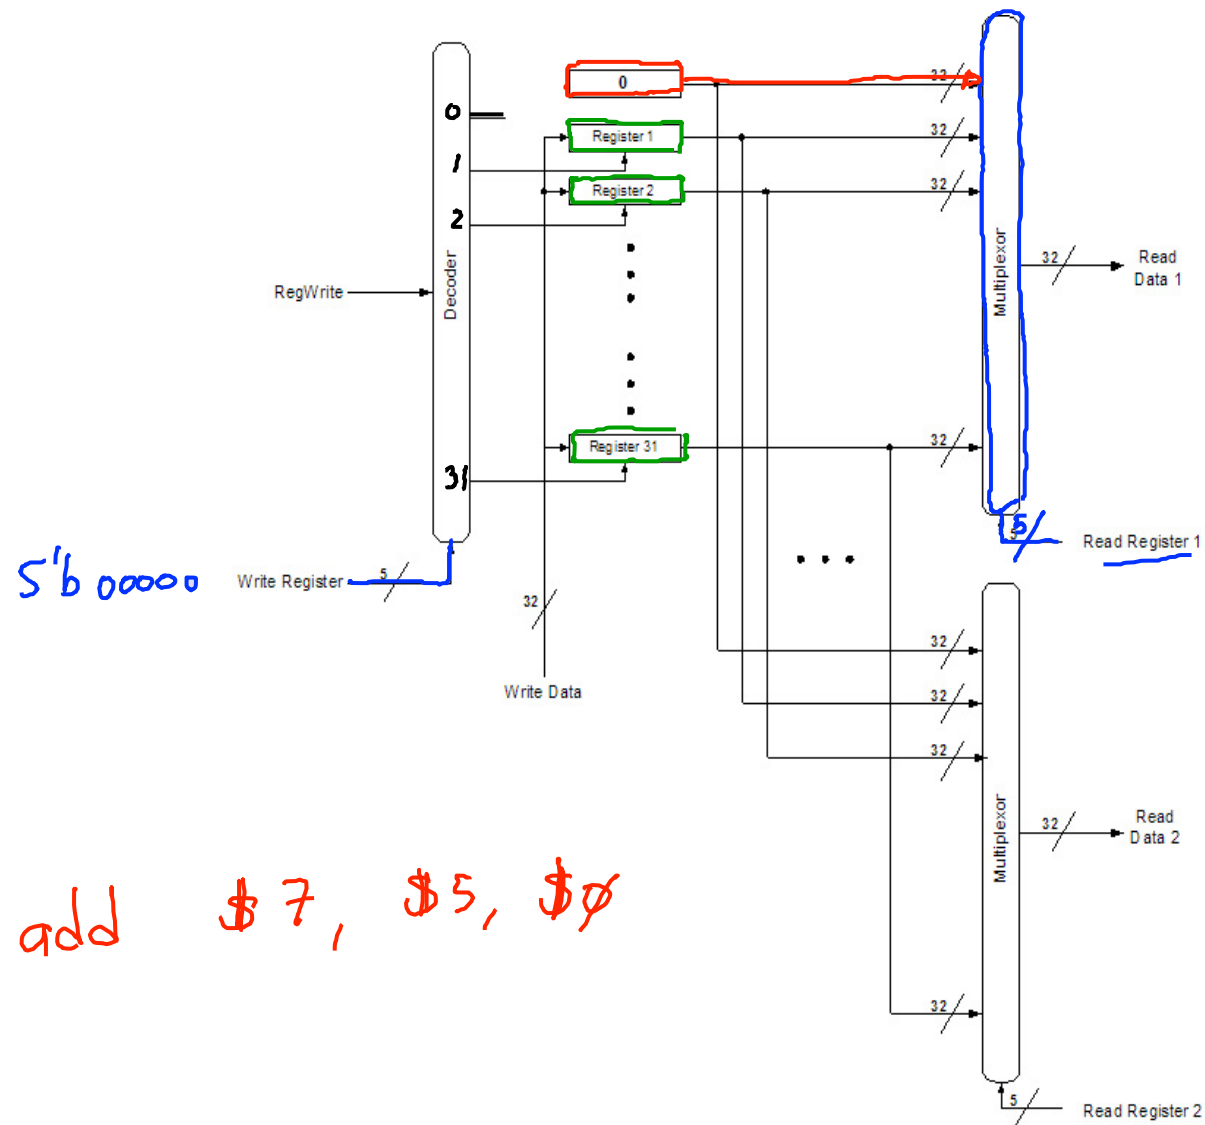 32
0
0
Register 1
32
1
Register 2
32
2
Decoder
Multiplexor
32
Read
Data 1
RegWrite
Register 31
32
31
5
5
Read Register 1
5'b 00000
Write Register
5
32
32
Write Data
32
32
Multiplexor
32
Read
Data 2
add $7, $5, $0
32
5
Read Register 2